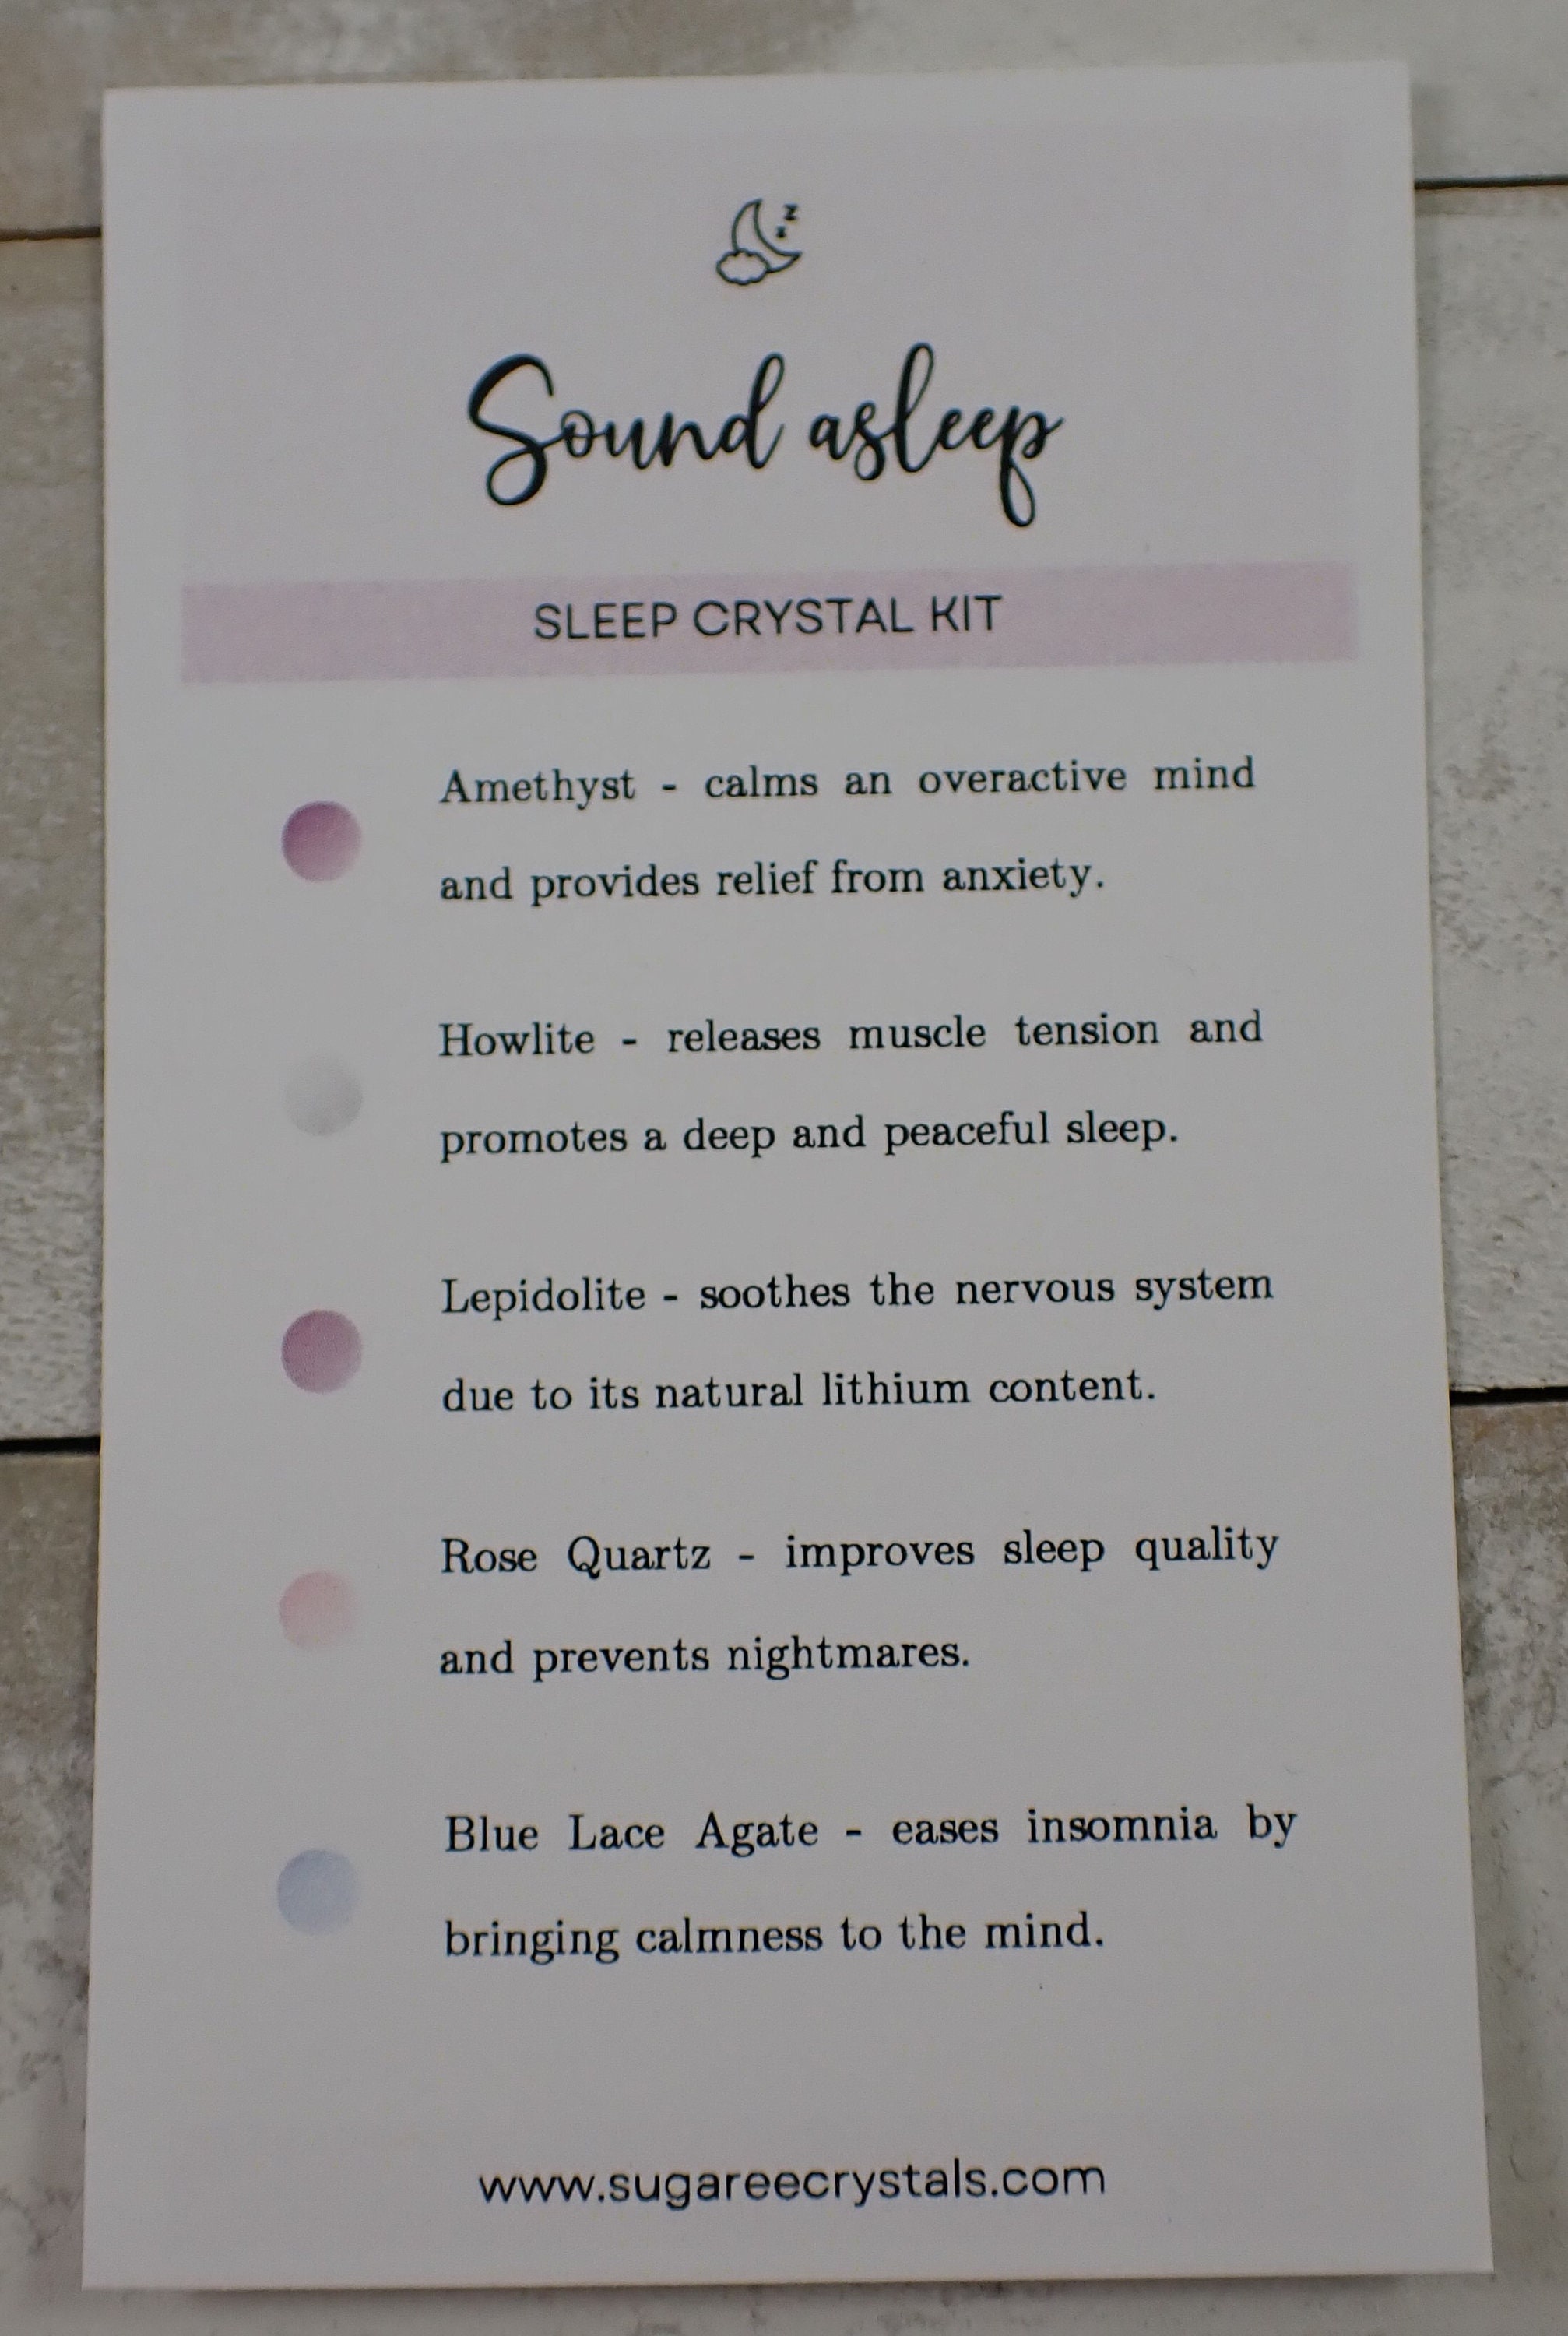 z
Sound asleep
SLEEP CRYSTAL KIT
Amethyst - calms an overactive mind
and provides relief from anxiety.
Howlite - releases muscle tension and
promotes a deep and peaceful sleep.
Lepidolite - soothes the nervous system
due to its natural lithium content.
Rose Quartz - improves sleep quality
and prevents nightmares.
Blue Lace Agate - eases insomnia by
bringing calmness to the mind.
www.sugareecrystals.com